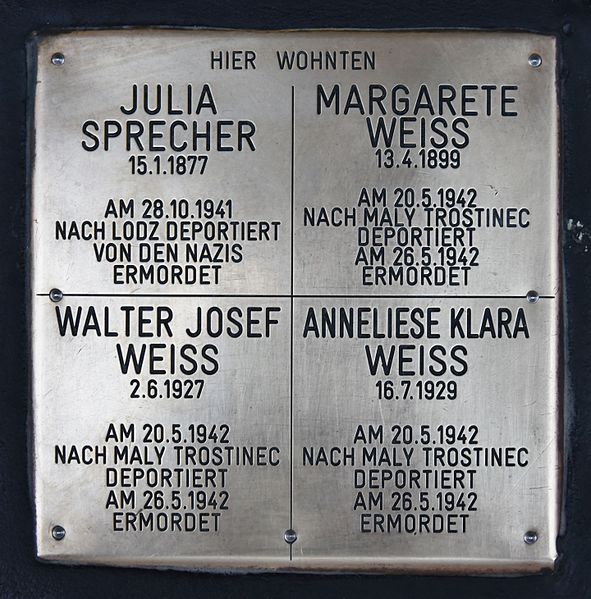 HIER WOHNTEN
JULIA
SPRECHER
15.1.1877
AM 28.10.1941
NACH LODZ DEPORTIERT
VON DEN NAZIS
ERMORDET
MARGARETE
WEISS
13.4.1899
AM 20.5.1942
NACH MALY TROSTINEC
DEPORTIERT
AM 26.5.1942
ERMORDET
WALTER JOSEF
WEISS
2.6.1927
AM 20.5.1942
NACH MALY TROSTINEC
DEPORTIERT
AM 26.5.1942
ERMORDET
ANNELIESE KLARA
WEISS
16.7.1929
AM 20.5.1942
NACH MALY TROSTINEC
DEPORTIERT
AM 26.5.1942
ERMORDET